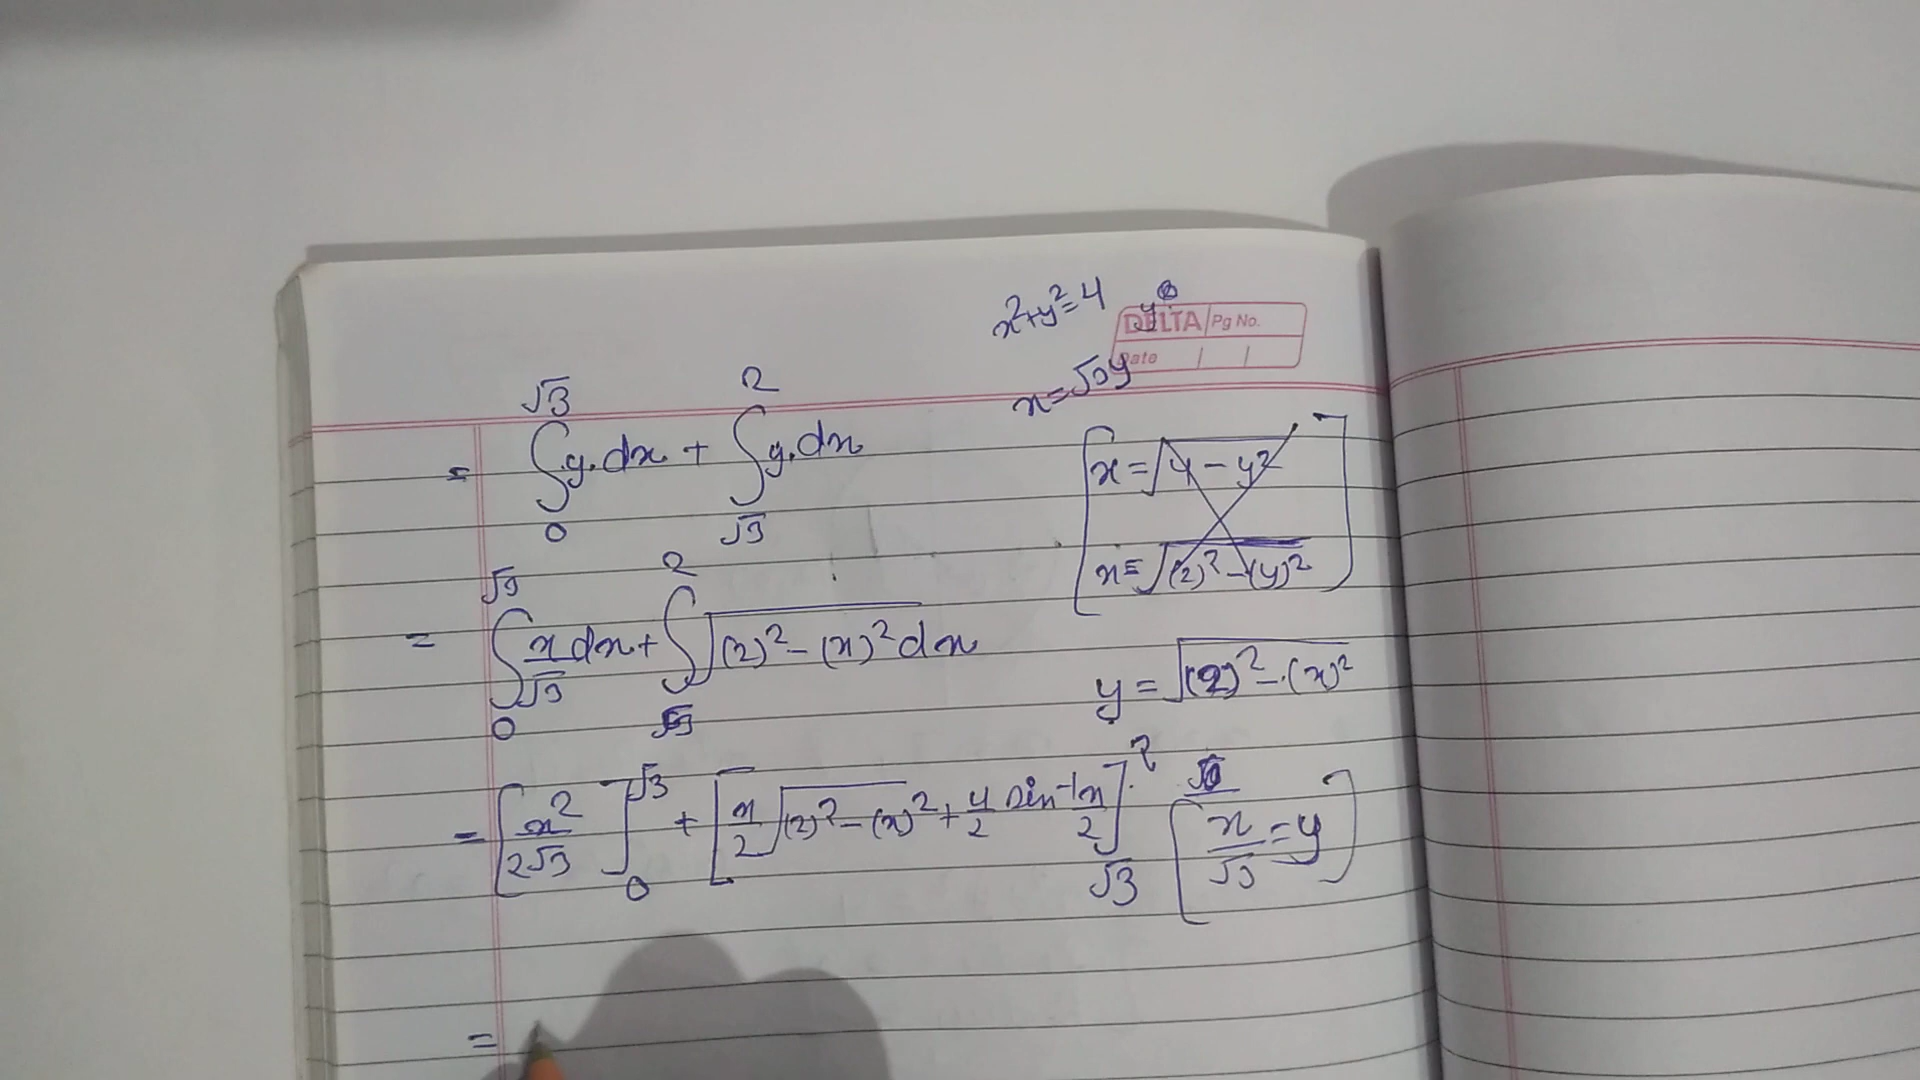 x²+y²=4 y
DELTA Pg No.
Date
x=√3y
= ∫₀^√3 y.dx + ∫_√3^2 y.dx
[x=√4-y²
x=√(2)²-(y)²]
= ∫₀^√3 x/√3 dx + ∫_√3^2 √(2)²-(x)² dx
y=√(2)²-(x)²
= [x²/2√3]₀^√3 + [x/2 √(2)²-(x)² + 4/2 sin⁻¹ x/2]_√3^2
[x/√3=y]
=